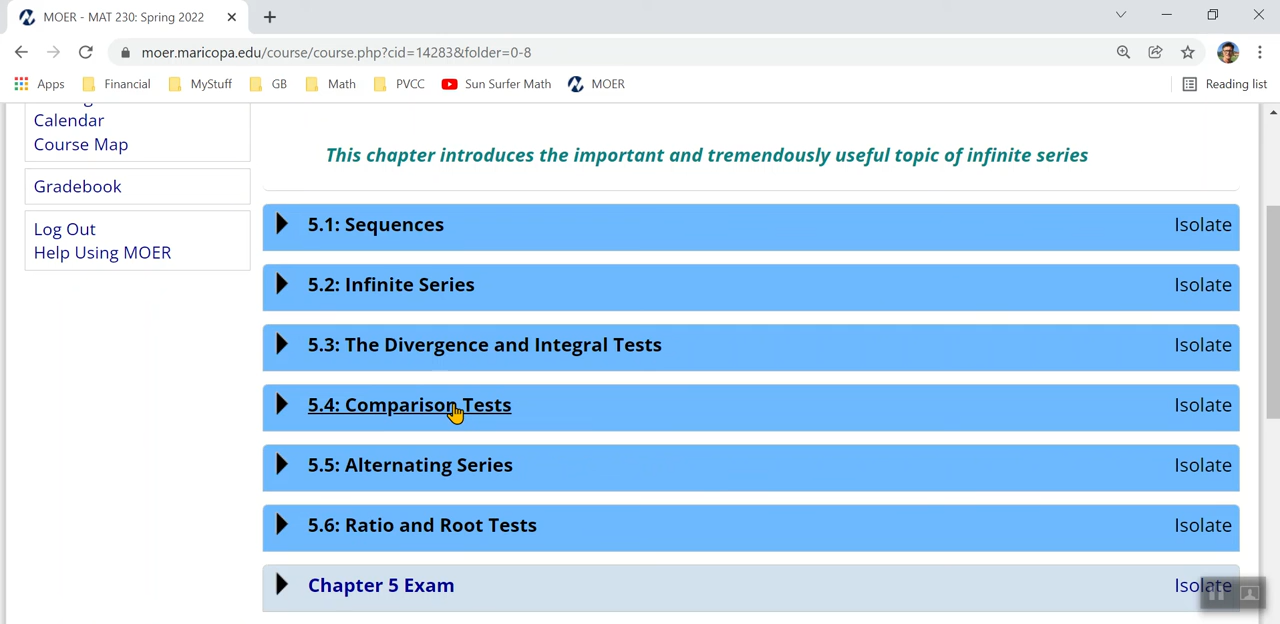 MOER - MAT 230: Spring 2022
moer.maricopa.edu/course/course.php?cid=14283&folder=0-8
Apps Financial MyStuff GB Math PVCC Sun Surfer Math MOER Reading list
Calendar
Course Map
Gradebook
Log Out
Help Using MOER
This chapter introduces the important and tremendously useful topic of infinite series
5.1: Sequences Isolate
5.2: Infinite Series Isolate
5.3: The Divergence and Integral Tests Isolate
5.4: Comparison Tests Isolate
5.5: Alternating Series Isolate
5.6: Ratio and Root Tests Isolate
Chapter 5 Exam Isolate